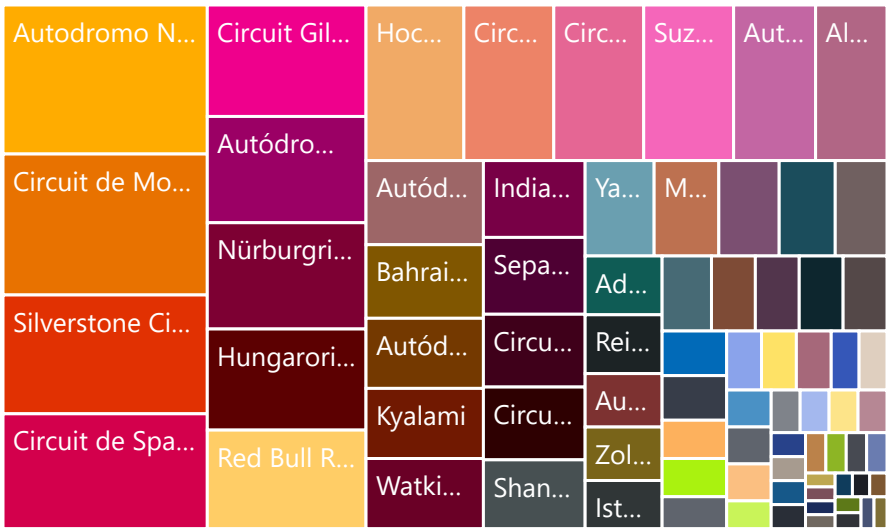 Autodromo N...
Circuit de Mo...
Silverstone Ci...
Circuit de Spa...
Circuit Gil...
Autódro...
Nürburgri...
Hungarori...
Red Bull R...
Hoc...
Circ...
Circ...
Suz...
Aut...
Al...
Autód...
Bahrai...
Autód...
Kyalami
Watki...
India...
Sepa...
Circu...
Circu...
Shan...
Ya...
M...
Ad...
Rei...
Au...
Zol...
Ist...